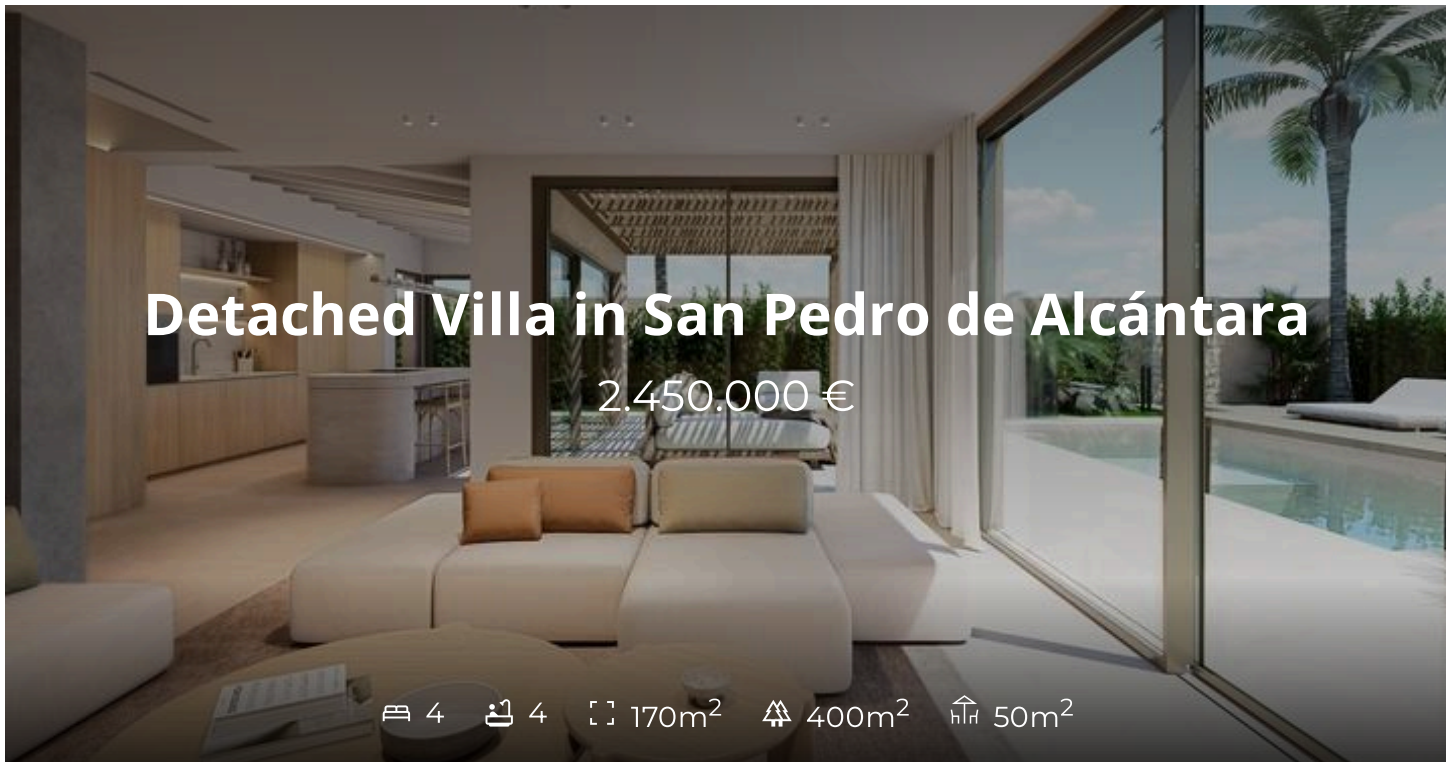 Detached Villa in San Pedro de Alcántara
2.450.000 €
4 4 170m² 400m² 50m²